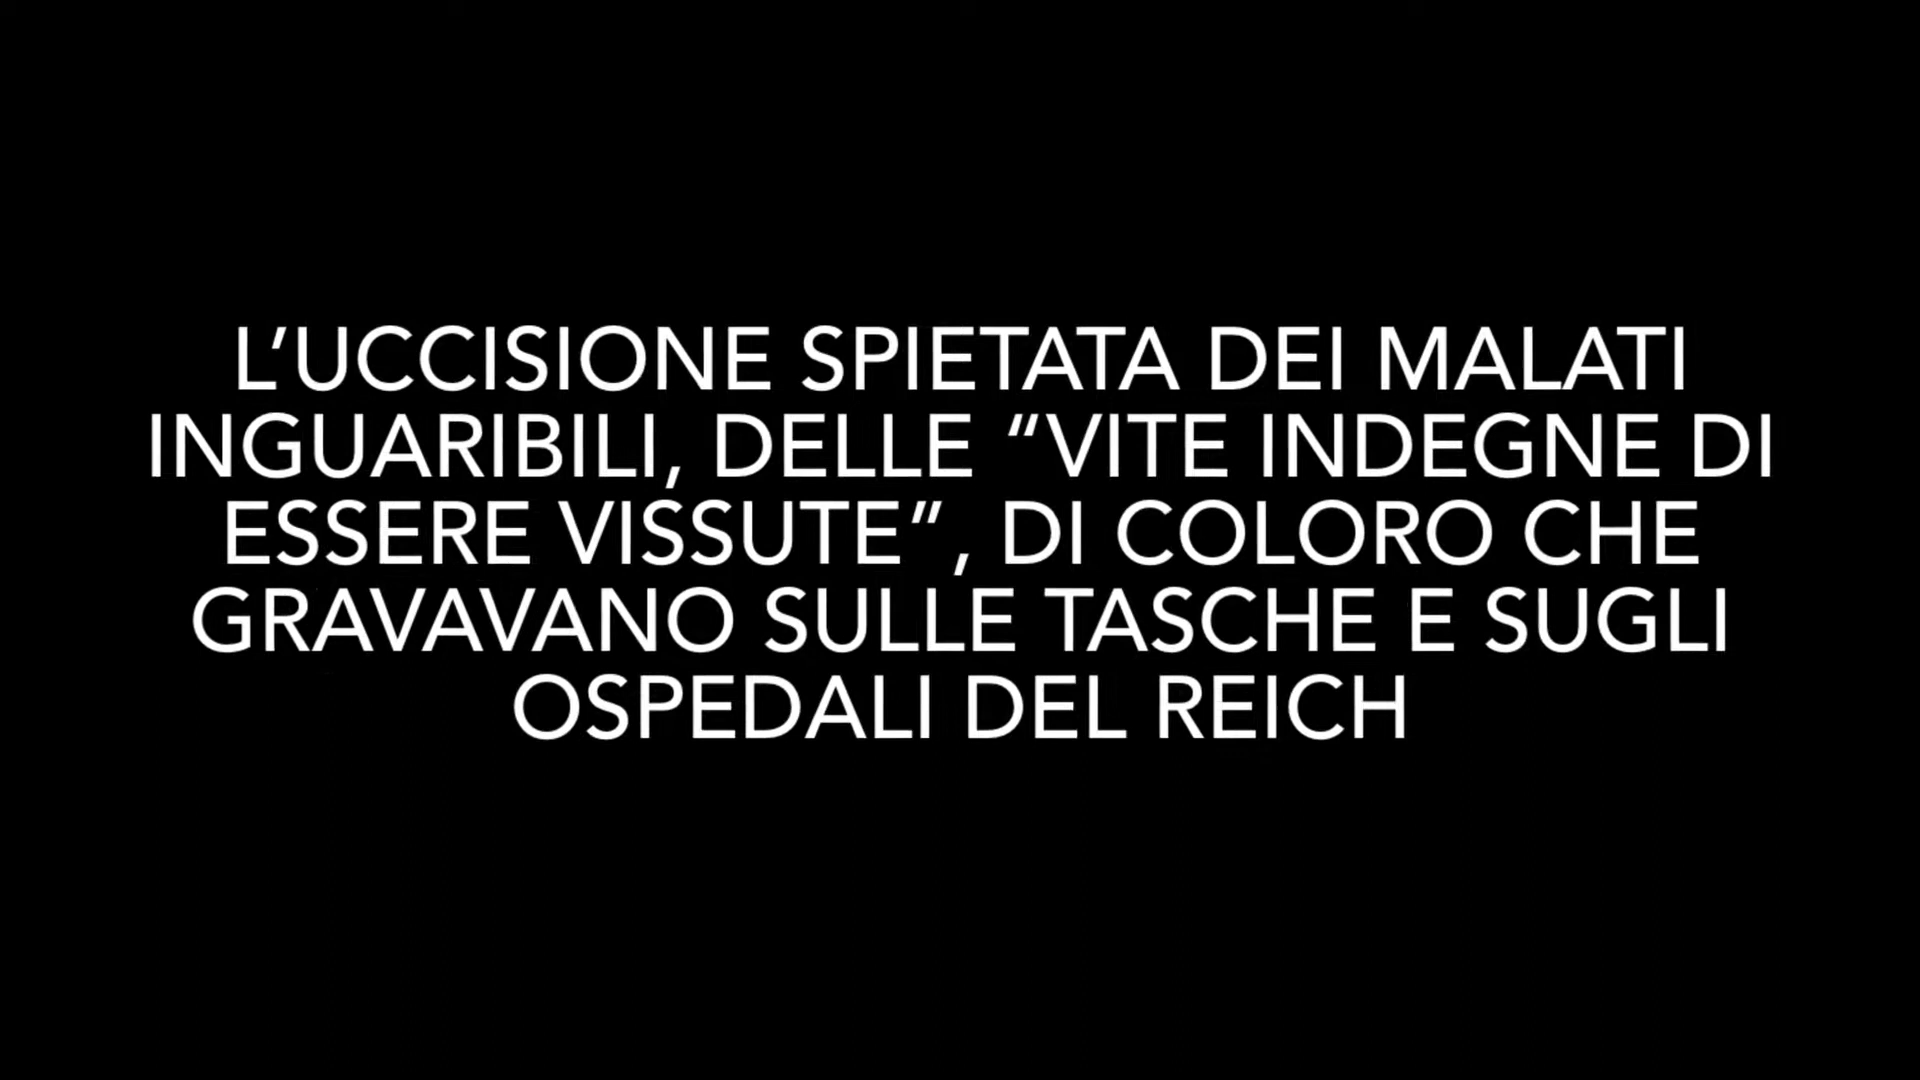 L’UCCISIONE SPIETATA DEI MALATI
INGUARIBILI, DELLE “VITE INDEGNE DI
ESSERE VISSUTE”, DI COLORO CHE
GRAVAVANO SULLE TASCHE E SUGLI
OSPEDALI DEL REICH